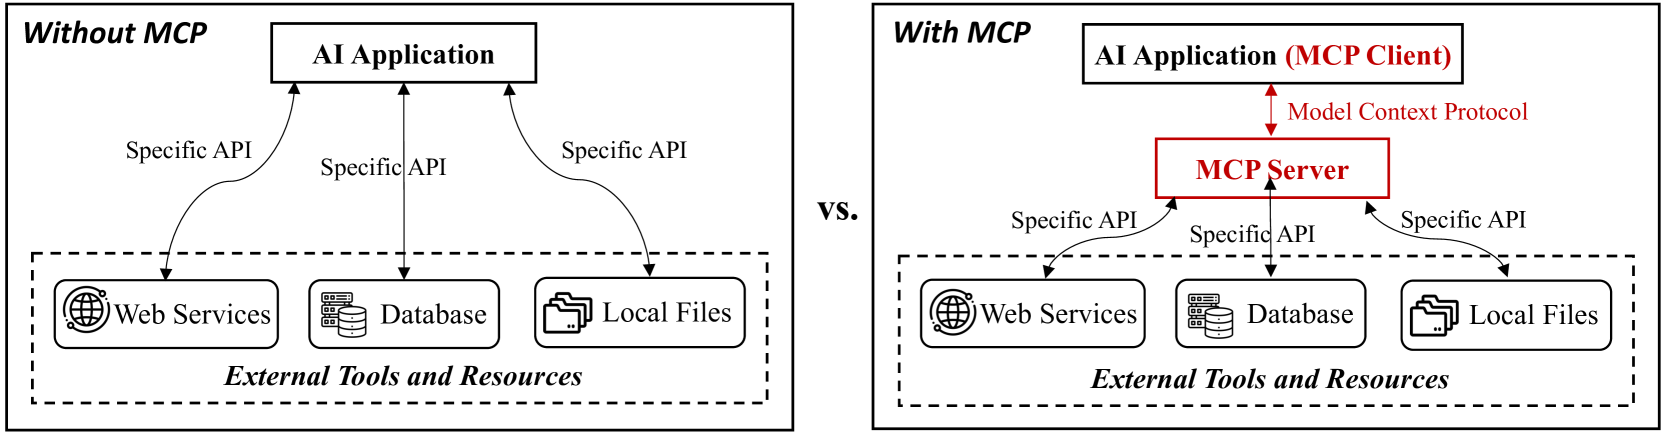 Without MCP
AI Application
Specific API
Specific API
Specific API
Web Services
Database
Local Files
External Tools and Resources
vs.
With MCP
AI Application (MCP Client)
Model Context Protocol
MCP Server
Specific API
Specific API
Specific API
Web Services
Database
Local Files
External Tools and Resources